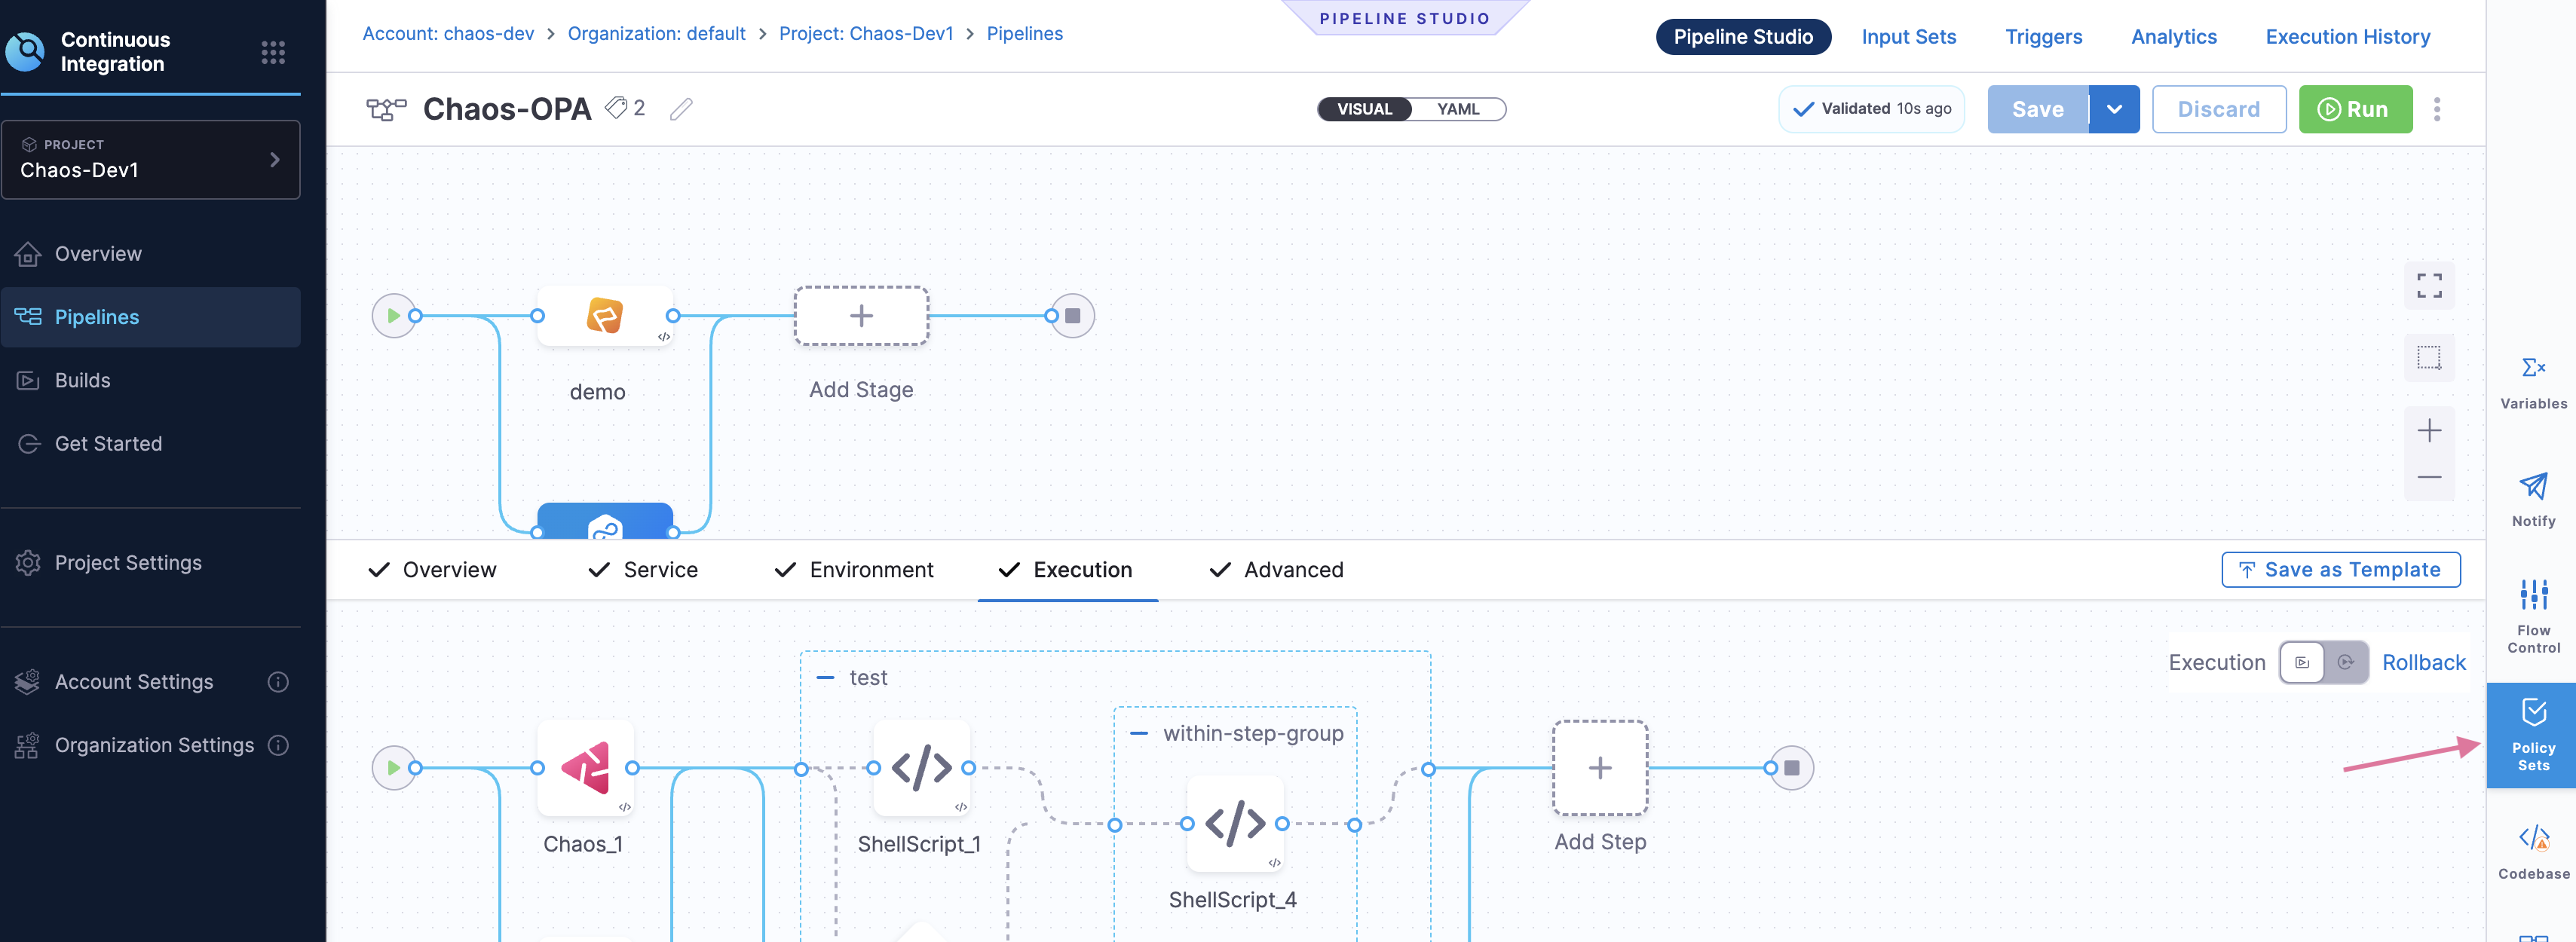 Continuous
Integration
PROJECT
Chaos-Dev1
Overview
Pipelines
Builds
Get Started
Project Settings
Account Settings
Organization Settings
Account: chaos-dev > Organization: default > Project: Chaos-Dev1 > Pipelines
PIPELINE STUDIO
Pipeline Studio
Input Sets
Triggers
Analytics
Execution History
Chaos-OPA
2
VISUAL
YAML
Validated 10s ago
Save
Discard
Run
demo
Add Stage
Overview
Service
Environment
Execution
Advanced
Save as Template
Execution
Rollback
test
within-step-group
Chaos_1
ShellScript_1
ShellScript_4
Add Step
Variables
Notify
Flow
Control
Policy
Sets
Codebase